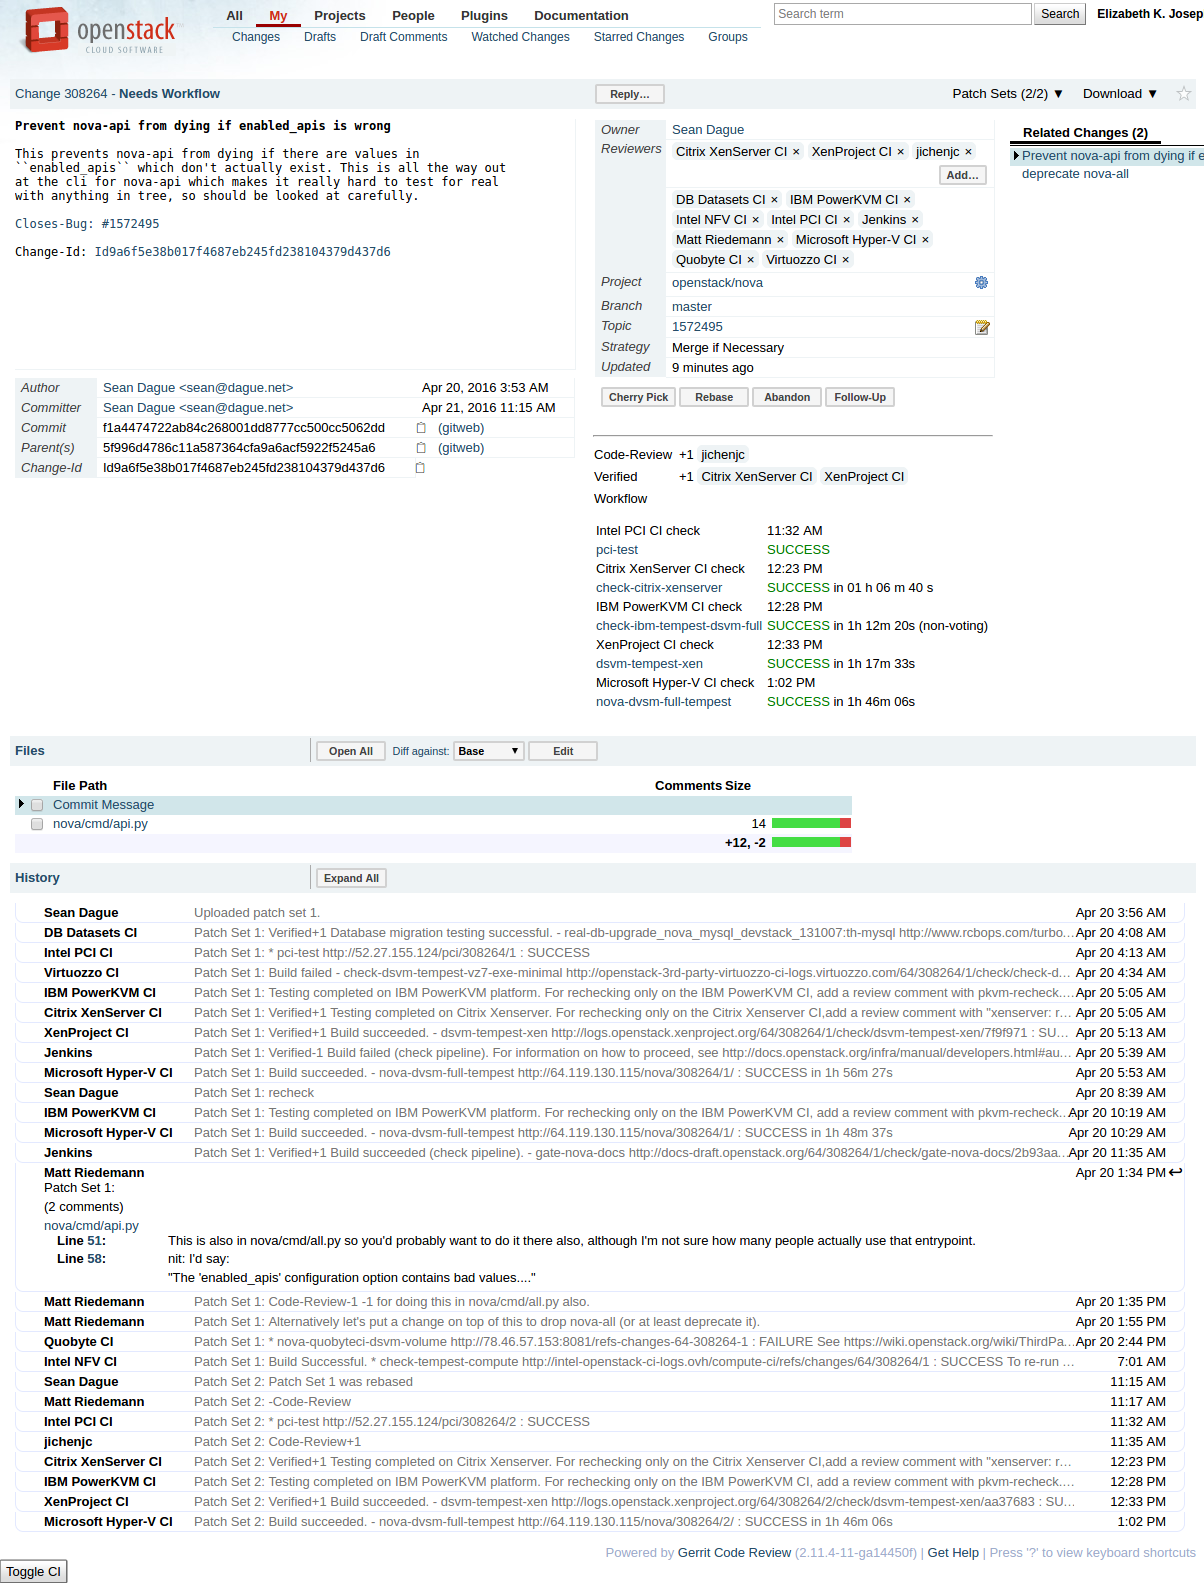 openstack
CLOUD SOFTWARE
All My Projects People Plugins Documentation
Changes Drafts Draft Comments Watched Changes Starred Changes Groups
Search term Search Elizabeth K. Josep
Change 308264 - Needs Workflow
Reply... Patch Sets (2/2) ▼ Download ▼
Prevent nova-api from dying if enabled_apis is wrong
This prevents nova-api from dying if there are values in
``enabled_apis`` which don't actually exist. This is all the way out
at the cli for nova-api which makes it really hard to test for real
with anything in tree, so should be looked at carefully.
Closes-Bug: #1572495
Change-Id: Id9a6f5e38b017f4687eb245fd238104379d437d6
Author Sean Dague <sean@dague.net> Apr 20, 2016 3:53 AM
Committer Sean Dague <sean@dague.net> Apr 21, 2016 11:15 AM
Commit f1a4474722ab84c268001dd8777cc500cc5062dd (gitweb)
Parent(s) 5f996d4786c11a587364cfa9a6acf5922f5245a6 (gitweb)
Change-Id Id9a6f5e38b017f4687eb245fd238104379d437d6
Owner Sean Dague
Reviewers Citrix XenServer CI × XenProject CI × jichenjc ×
Add...
DB Datasets CI × IBM PowerKVM CI ×
Intel NFV CI × Intel PCI CI × Jenkins ×
Matt Riedemann × Microsoft Hyper-V CI ×
Quobyte CI × Virtuozzo CI ×
Project openstack/nova
Branch master
Topic 1572495
Strategy Merge if Necessary
Updated 9 minutes ago
Cherry Pick Rebase Abandon Follow-Up
Related Changes (2)
Prevent nova-api from dying if e
deprecate nova-all
Code-Review +1 jichenjc
Verified +1 Citrix XenServer CI XenProject CI
Workflow
Intel PCI CI check 11:32 AM
pci-test SUCCESS
Citrix XenServer CI check 12:23 PM
check-citrix-xenserver SUCCESS in 01 h 06 m 40 s
IBM PowerKVM CI check 12:28 PM
check-ibm-tempest-dsvm-full SUCCESS in 1h 12m 20s (non-voting)
XenProject CI check 12:33 PM
dsvm-tempest-xen SUCCESS in 1h 17m 33s
Microsoft Hyper-V CI check 1:02 PM
nova-dvsm-full-tempest SUCCESS in 1h 46m 06s
Files Open All Diff against: Base ▼ Edit
File Path Comments Size
Commit Message
nova/cmd/api.py 14
+12, -2
History Expand All
Sean Dague Uploaded patch set 1. Apr 20 3:56 AM
DB Datasets CI Patch Set 1: Verified+1 Database migration testing successful. - real-db-upgrade_nova_mysql_devstack_131007:th-mysql http://www.rcbops.com/turbo... Apr 20 4:08 AM
Intel PCI CI Patch Set 1: * pci-test http://52.27.155.124/pci/308264/1 : SUCCESS Apr 20 4:13 AM
Virtuozzo CI Patch Set 1: Build failed - check-dsvm-tempest-vz7-exe-minimal http://openstack-3rd-party-virtuozzo-ci-logs.virtuozzo.com/64/308264/1/check/check-d... Apr 20 4:34 AM
IBM PowerKVM CI Patch Set 1: Testing completed on IBM PowerKVM platform. For rechecking only on the IBM PowerKVM CI, add a review comment with pkvm-recheck.... Apr 20 5:05 AM
Citrix XenServer CI Patch Set 1: Verified+1 Testing completed on Citrix Xenserver. For rechecking only on the Citrix Xenserver CI,add a review comment with "xenserver: r... Apr 20 5:05 AM
XenProject CI Patch Set 1: Verified+1 Build succeeded. - dsvm-tempest-xen http://logs.openstack.xenproject.org/64/308264/1/check/dsvm-tempest-xen/7f9f971 : SU... Apr 20 5:13 AM
Jenkins Patch Set 1: Verified-1 Build failed (check pipeline). For information on how to proceed, see http://docs.openstack.org/infra/manual/developers.html#au... Apr 20 5:39 AM
Microsoft Hyper-V CI Patch Set 1: Build succeeded. - nova-dvsm-full-tempest http://64.119.130.115/nova/308264/1/ : SUCCESS in 1h 56m 27s Apr 20 5:53 AM
Sean Dague Patch Set 1: recheck Apr 20 8:39 AM
IBM PowerKVM CI Patch Set 1: Testing completed on IBM PowerKVM platform. For rechecking only on the IBM PowerKVM CI, add a review comment with pkvm-recheck... Apr 20 10:19 AM
Microsoft Hyper-V CI Patch Set 1: Build succeeded. - nova-dvsm-full-tempest http://64.119.130.115/nova/308264/1/ : SUCCESS in 1h 48m 37s Apr 20 10:29 AM
Jenkins Patch Set 1: Verified+1 Build succeeded (check pipeline). - gate-nova-docs http://docs-draft.openstack.org/64/308264/1/check/gate-nova-docs/2b93aa... Apr 20 11:35 AM
Matt Riedemann Apr 20 1:34 PM
Patch Set 1:
(2 comments)
nova/cmd/api.py
Line 51: This is also in nova/cmd/all.py so you'd probably want to do it there also, although I'm not sure how many people actually use that entrypoint.
Line 58: nit: I'd say:
"The 'enabled_apis' configuration option contains bad values...."
Matt Riedemann Patch Set 1: Code-Review-1 -1 for doing this in nova/cmd/all.py also. Apr 20 1:35 PM
Matt Riedemann Patch Set 1: Alternatively let's put a change on top of this to drop nova-all (or at least deprecate it). Apr 20 1:55 PM
Quobyte CI Patch Set 1: * nova-quobyteci-dsvm-volume http://78.46.57.153:8081/refs-changes-64-308264-1 : FAILURE See https://wiki.openstack.org/wiki/ThirdPa... Apr 20 2:44 PM
Intel NFV CI Patch Set 1: Build Successful. * check-tempest-compute http://intel-openstack-ci-logs.ovh/compute-ci/refs/changes/64/308264/1 : SUCCESS To re-run ... 7:01 AM
Sean Dague Patch Set 2: Patch Set 1 was rebased 11:15 AM
Matt Riedemann Patch Set 2: -Code-Review 11:17 AM
Intel PCI CI Patch Set 2: * pci-test http://52.27.155.124/pci/308264/2 : SUCCESS 11:32 AM
jichenjc Patch Set 2: Code-Review+1 11:35 AM
Citrix XenServer CI Patch Set 2: Verified+1 Testing completed on Citrix Xenserver. For rechecking only on the Citrix Xenserver CI,add a review comment with "xenserver: r... 12:23 PM
IBM PowerKVM CI Patch Set 2: Testing completed on IBM PowerKVM platform. For rechecking only on the IBM PowerKVM CI, add a review comment with pkvm-recheck.... 12:28 PM
XenProject CI Patch Set 2: Verified+1 Build succeeded. - dsvm-tempest-xen http://logs.openstack.xenproject.org/64/308264/2/check/dsvm-tempest-xen/aa37683 : SU... 12:33 PM
Microsoft Hyper-V CI Patch Set 2: Build succeeded. - nova-dvsm-full-tempest http://64.119.130.115/nova/308264/2/ : SUCCESS in 1h 46m 06s 1:02 PM
Powered by Gerrit Code Review (2.11.4-11-ga14450f) | Get Help | Press '?' to view keyboard shortcuts
Toggle CI